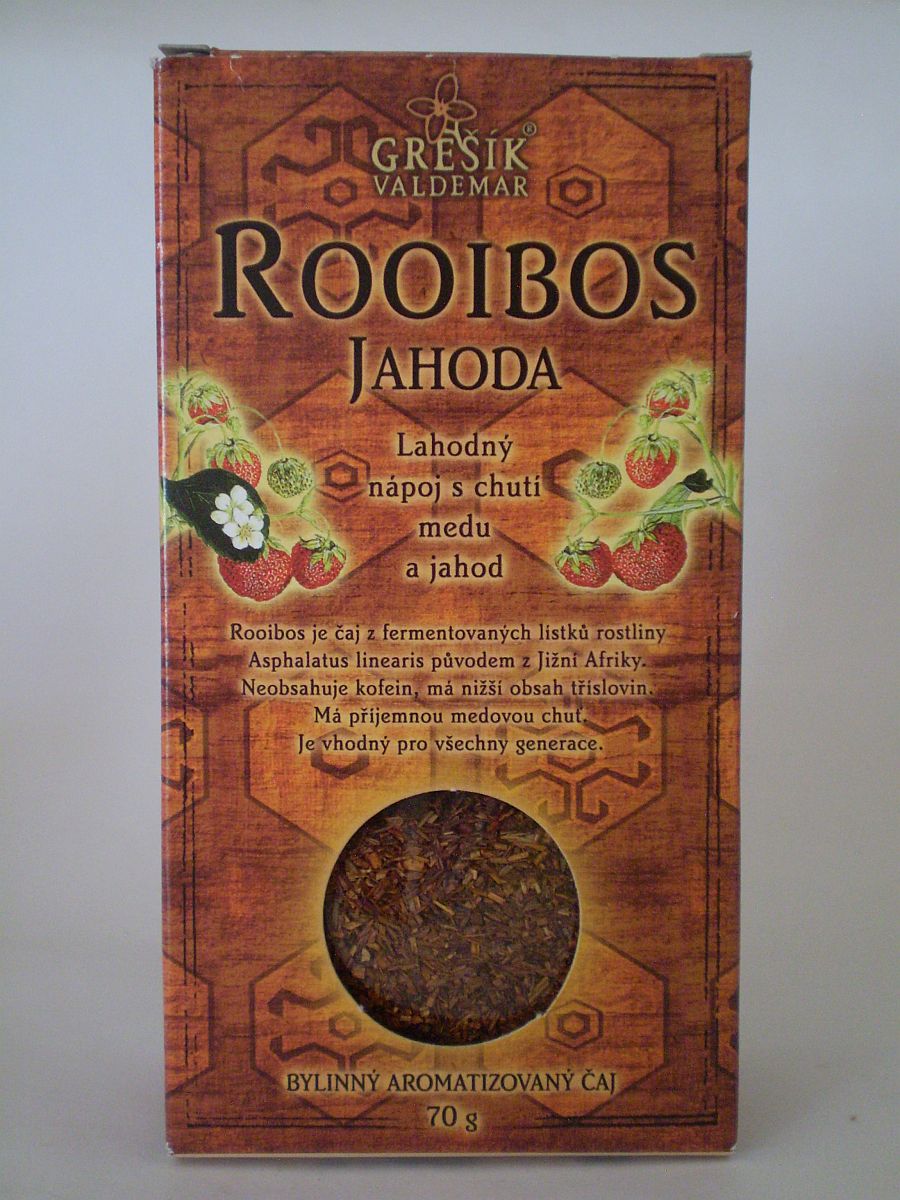 GREŠÍK®
VALDEMAR
ROOIBOS
JAHODA
Lahodný
nápoj s chutí
medu
a jahod
Rooibos je čaj z fermentovaných lístků rostliny
Asphalatus linearis původem z Jižní Afriky.
Neobsahuje kofein, má nižší obsah tříslovin.
Má příjemnou medovou chuť.
Je vhodný pro všechny generace.
BYLINNÝ AROMATIZOVANÝ ČAJ
70 g